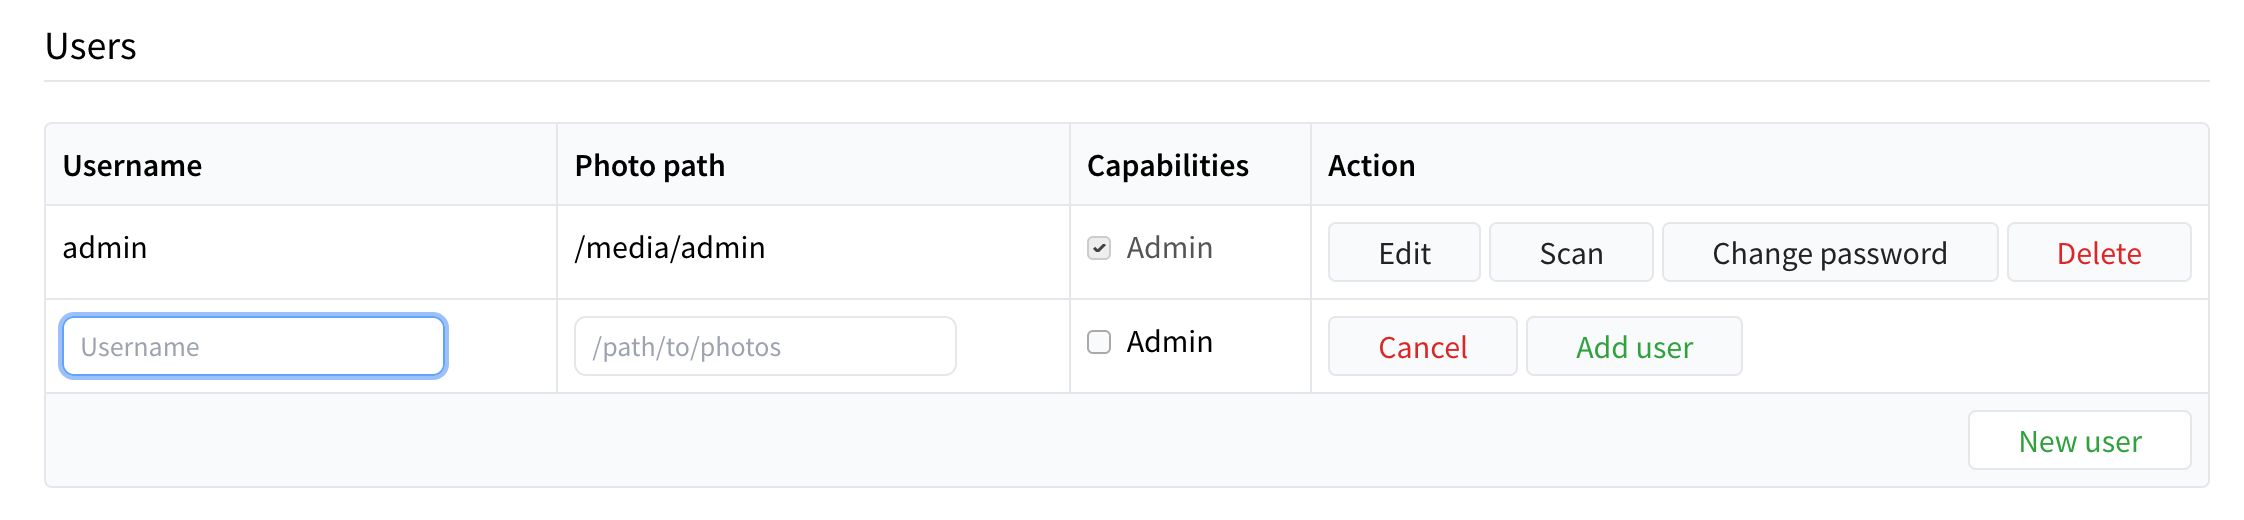 Users
Username Photo path Capabilities Action
admin /media/admin Admin Edit Scan Change password Delete
Username /path/to/photos Admin Cancel Add user
New user